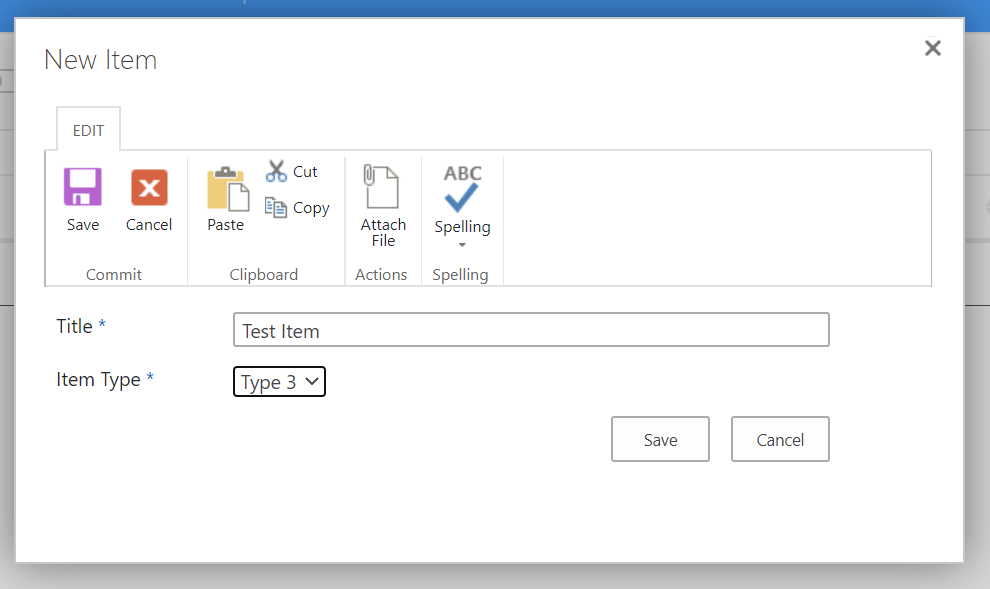 New Item
EDIT
Save
Cancel
Commit
Paste
Cut
Copy
Clipboard
Attach
File
Actions
ABC
Spelling
Spelling
Title *
Test Item
Item Type *
Type 3
Save
Cancel